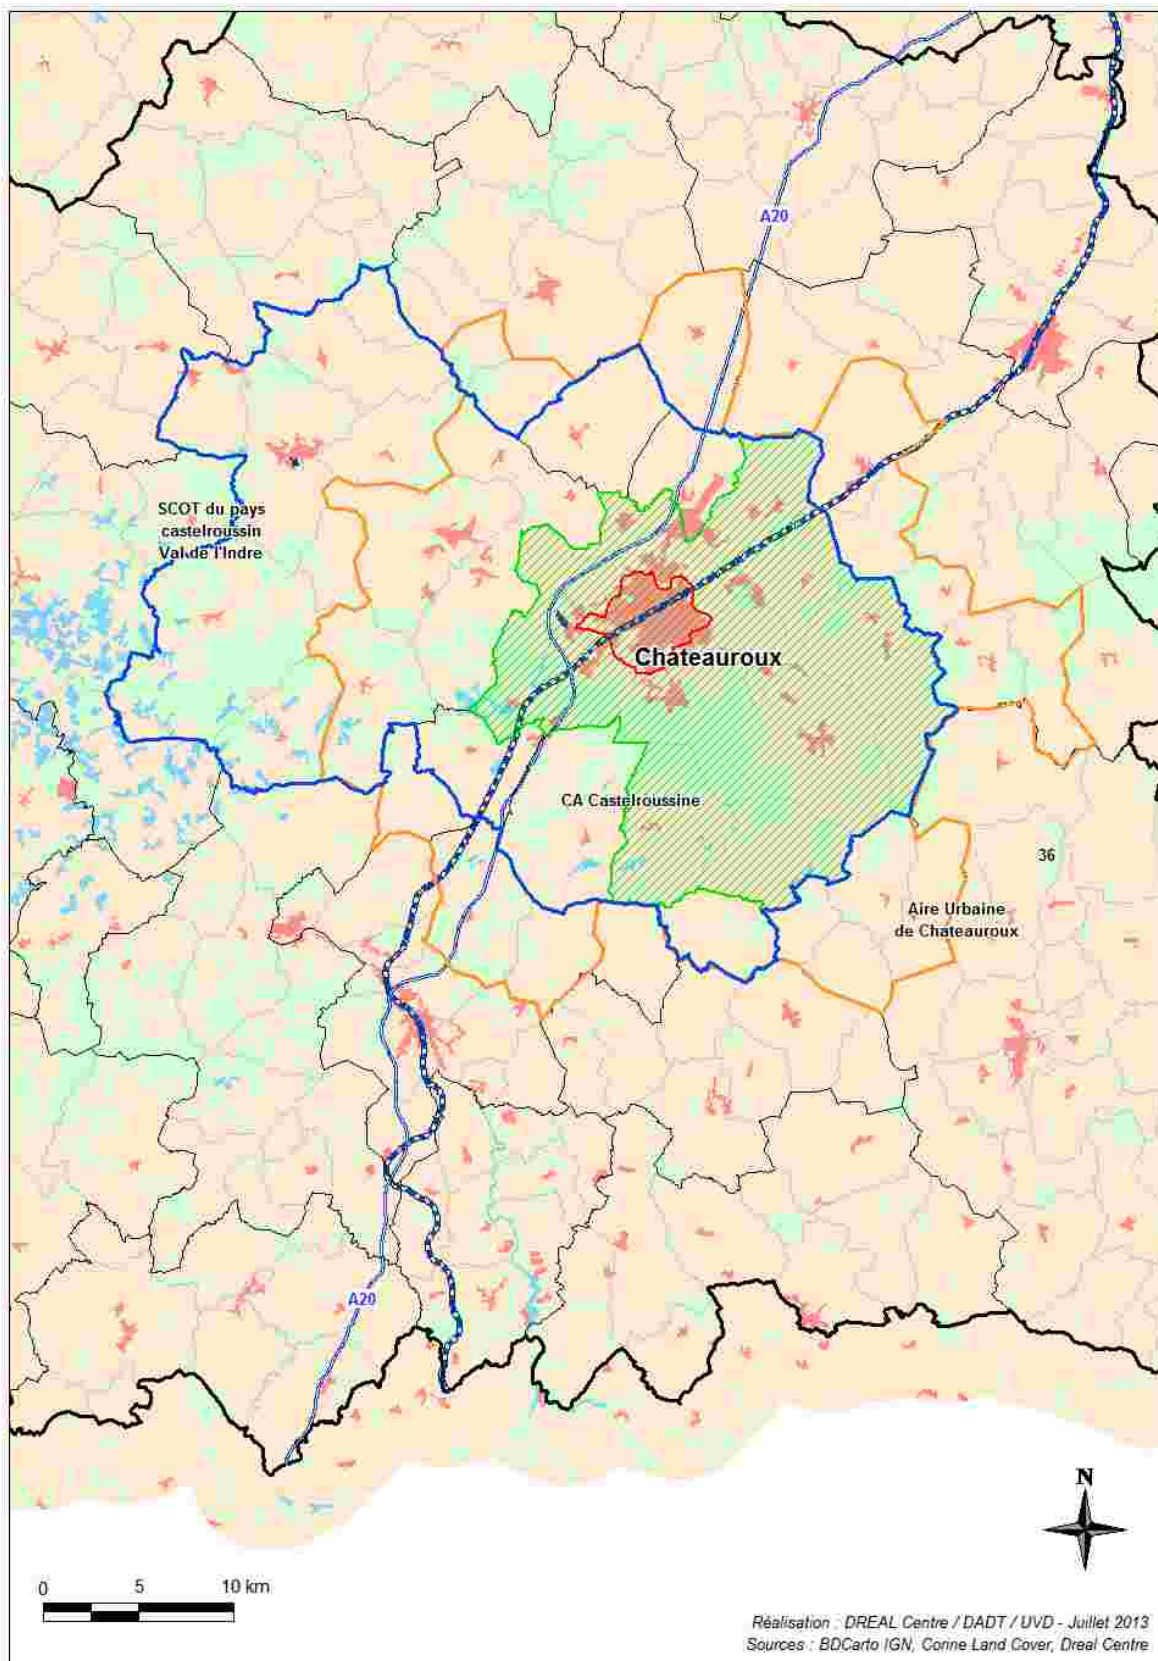 A20
SCOT du pays
castelroussin
Val de l'Indre
Châteauroux
CA Castelroussine
36
Aire Urbaine
de Chateauroux
A20
N
0 5 10 km
Réalisation : DREAL Centre / DADT / UVD - Juillet 2013
Sources : BDCarto IGN, Corine Land Cover, Dreal Centre